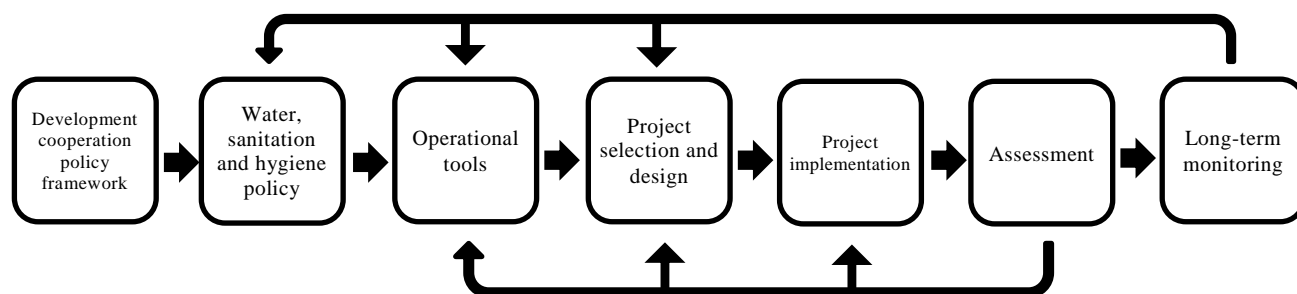 Development
cooperation
policy
framework
Water,
sanitation
and hygiene
policy
Operational
tools
Project
selection and
design
Project
implementation
Assessment
Long-term
monitoring